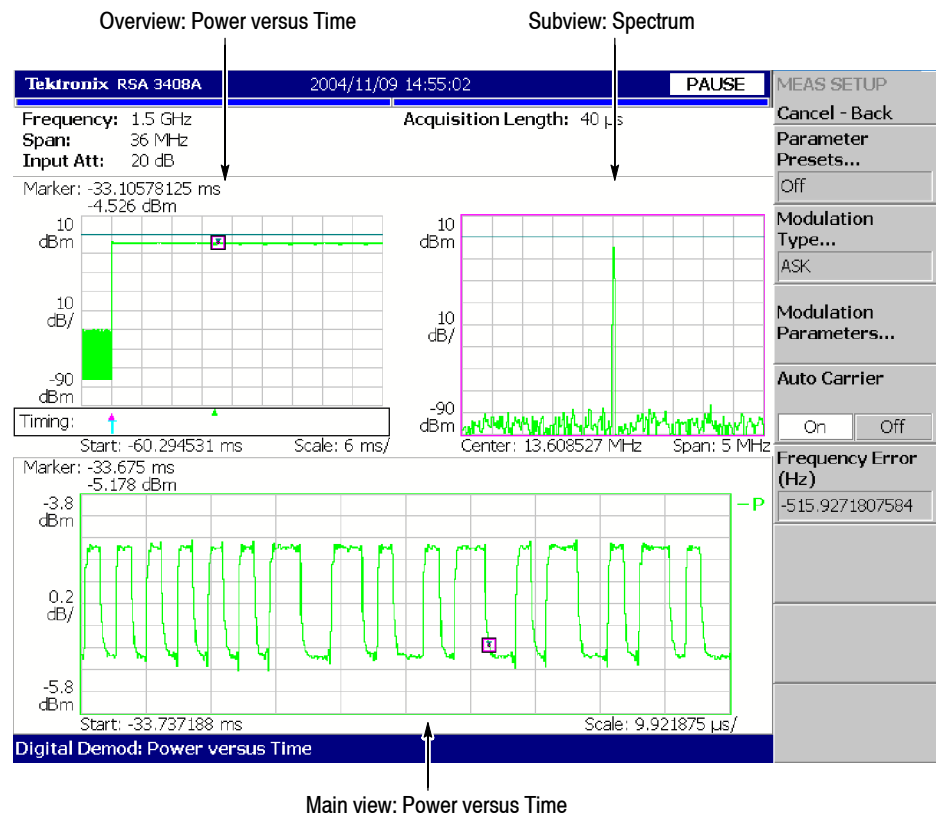 Overview: Power versus Time
Subview: Spectrum
Tektronix RSA 3408A 2004/11/09 14:55:02 PAUSE
Frequency: 1.5 GHz Acquisition Length: 40 µs
Span: 36 MHz
Input Att: 20 dB
Marker: -33.10578125 ms
-4.526 dBm
10
dBm
10
dB/
-90
dBm
Timing:
Start: -60.294531 ms Scale: 6 ms/
10
dBm
10
dB/
-90
dBm
Center: 13.608527 MHz Span: 5 MHz
Marker: -33.675 ms
-5.178 dBm
-3.8
dBm
0.2
dB/
-5.8
dBm
P
Start: -33.737188 ms Scale: 9.921875 µs/
Digital Demod: Power versus Time
MEAS SETUP
Cancel - Back
Parameter
Presets...
Off
Modulation
Type...
ASK
Modulation
Parameters...
Auto Carrier
On Off
Frequency Error
(Hz)
-515.9271807584
Main view: Power versus Time